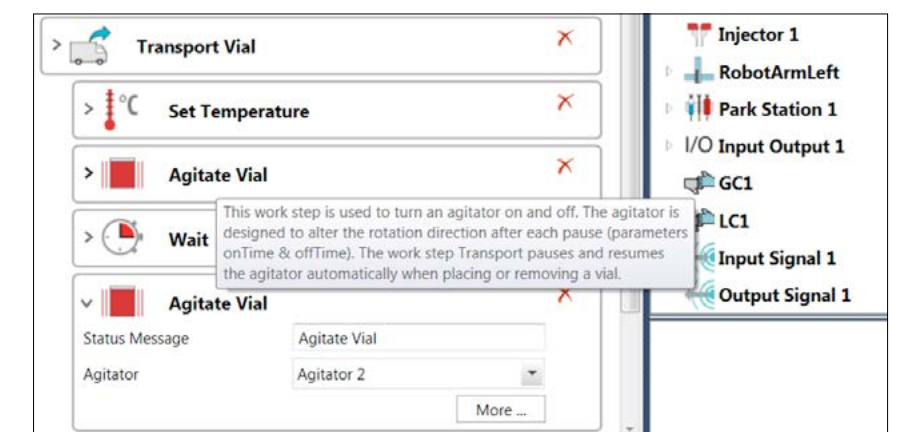 Transport Vial
°C Set Temperature
Agitate Vial
This work step is used to turn an agitator on and off. The agitator is
designed to alter the rotation direction after each pause (parameters
onTime & offTime). The work step Transport pauses and resumes
the agitator automatically when placing or removing a vial.
Wait
Agitate Vial
Status Message Agitate Vial
Agitator Agitator 2
More ...
Injector 1
RobotArmLeft
Park Station 1
I/O Input Output 1
GC1
LC1
Input Signal 1
Output Signal 1